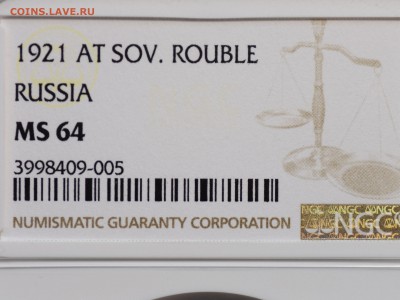 COINS.LAVE.RU
1921 AT SOV. ROUBLE
RUSSIA
MS 64
3998409-005
NUMISMATIC GUARANTY CORPORATION
NGC